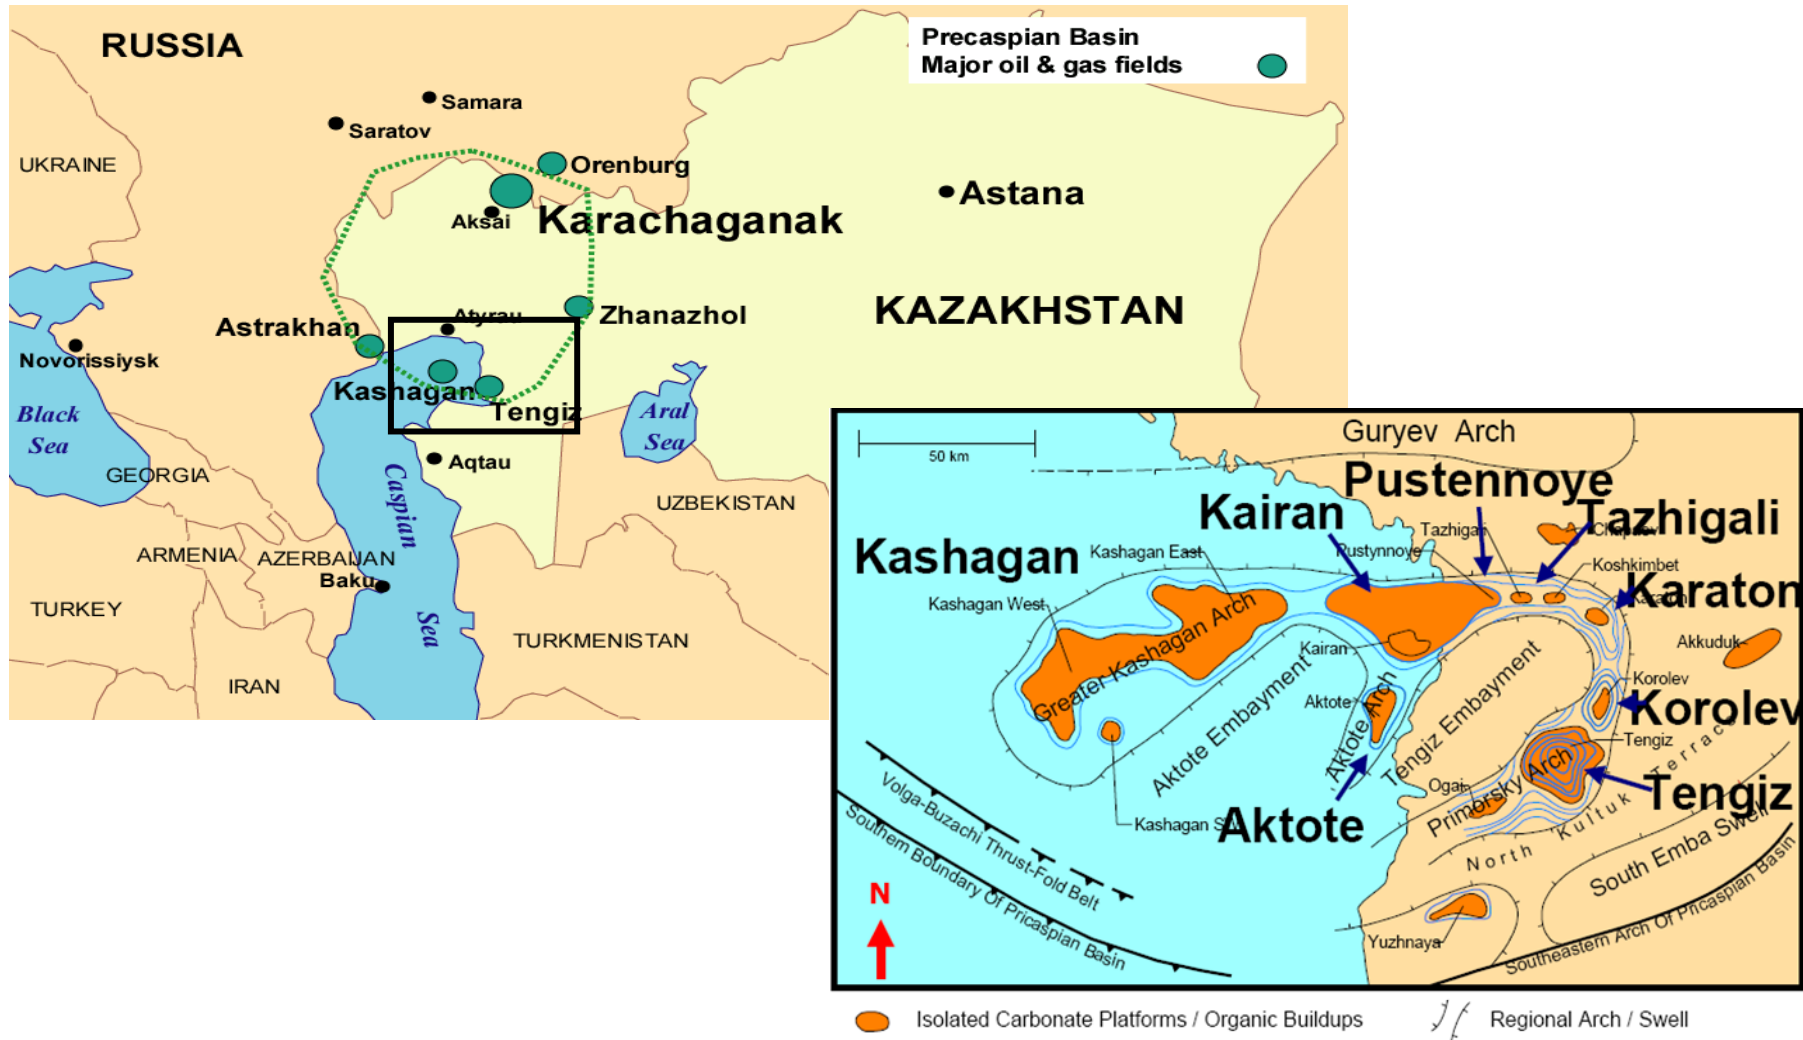 RUSSIA
Precaspian Basin
Major oil & gas fields
Samara
Saratov
UKRAINE
Orenburg
Astana
Aksai
Karachaganak
KAZAKHSTAN
Atyrau
Zhanazhol
Astrakhan
Novorissiysk
Kashagan
Tengiz
Black
Sea
Aral
Sea
Aqtau
GEORGIA
Caspian
Sea
UZBEKISTAN
ARMENIA
AZERBAIJAN
Baku
TURKEY
TURKMENISTAN
IRAN
50 km
Guryev Arch
Pustennoye
Kairan
Tazhigali
Tazhigali
Chapaev
Kashagan
Kashagan East
Pustynnoye
Koshkimbet
Kashagan West
Karaton
Karaton
Greater Kashagan Arch
Kairan
Akkuduk
Aktote Embayment
Aktote
Aktote Arch
Tengiz Embayment
Korolev
Korolev
Tengiz
Ogai
Primorsky Arch
Tengiz
Kashagan SW
Aktote
North Kultuk Terrace
South Emba Swell
Volga-Buzachi Thrust-Fold Belt
Southern Boundary Of Pricaspian Basin
N
Yuzhnaya
Southeastern Arch Of Pricaspian Basin
Isolated Carbonate Platforms / Organic Buildups
Regional Arch / Swell